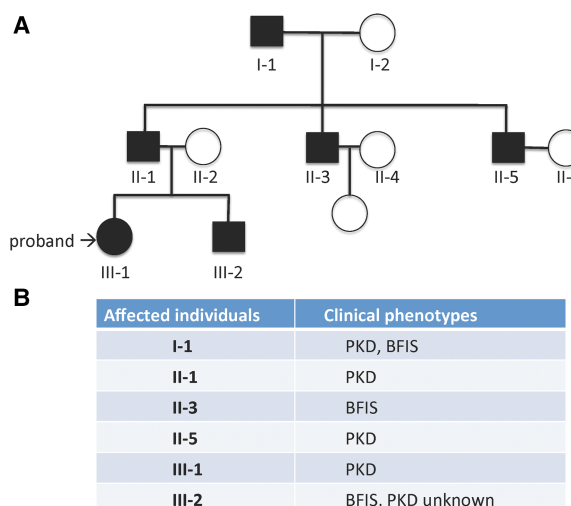 A
I-1
I-2
II-1
II-2
II-3
II-4
II-5
II-
proband →
III-1
III-2
B
Affected individuals Clinical phenotypes
I-1 PKD, BFIS
II-1 PKD
II-3 BFIS
II-5 PKD
III-1 PKD
III-2 BFIS, PKD unknown